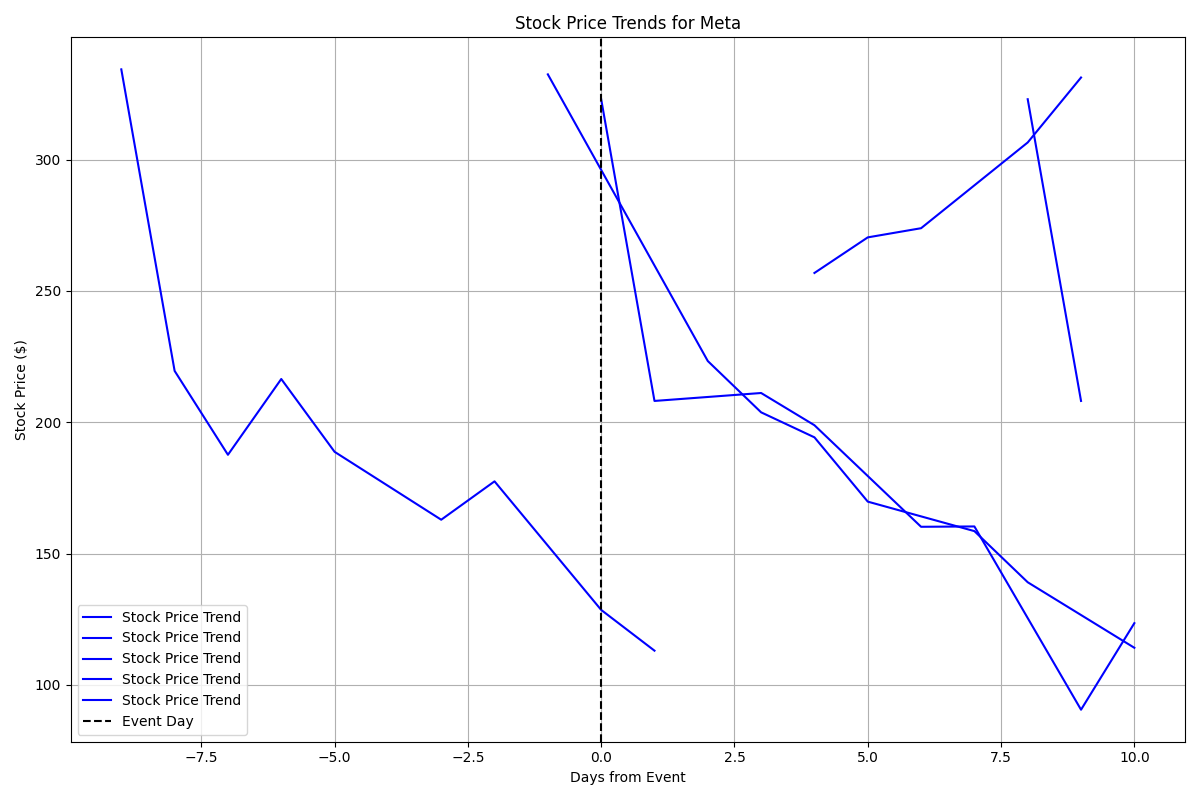 Stock Price Trends for Meta
Stock Price ($)
300
250
200
150
100
Stock Price Trend
Stock Price Trend
Stock Price Trend
Stock Price Trend
Stock Price Trend
Event Day
−7.5 −5.0 −2.5 0.0 2.5 5.0 7.5 10.0
Days from Event